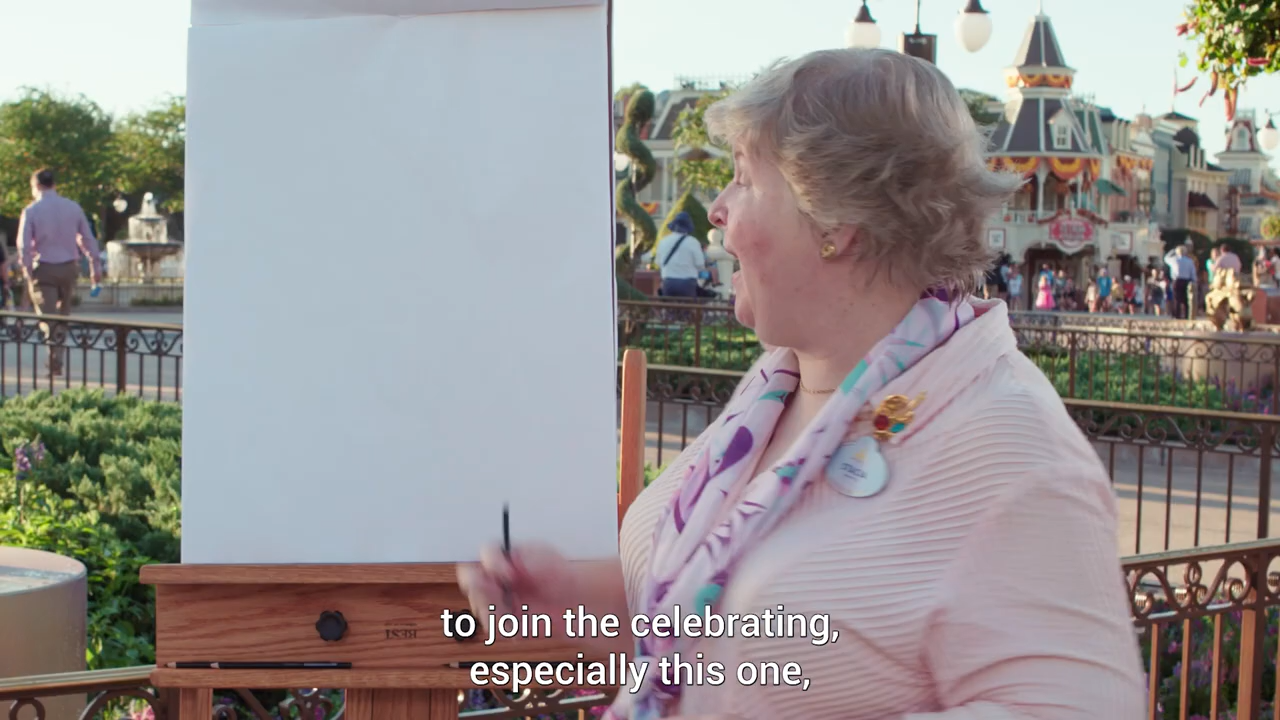 to join the celebrating,
especially this one,